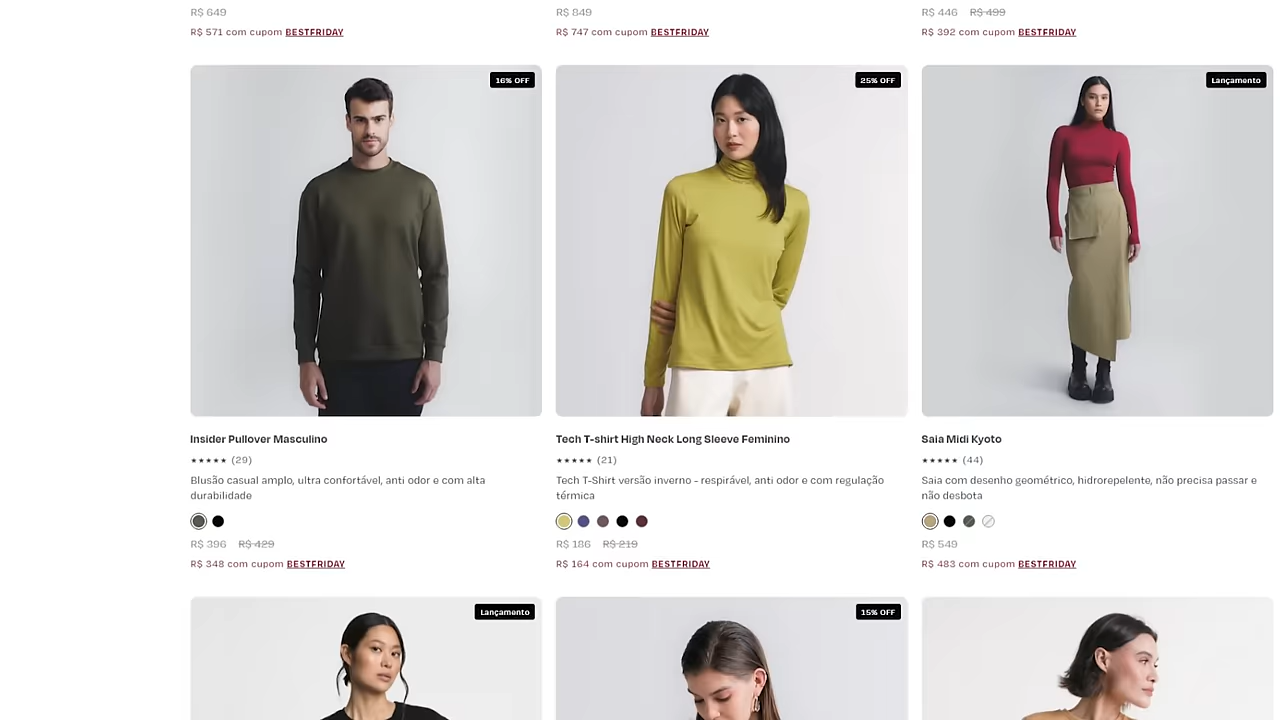 R$ 649
R$ 849
R$ 446 R$ 499
R$ 571 com cupom BESTFRIDAY
R$ 747 com cupom BESTFRIDAY
R$ 392 com cupom BESTFRIDAY
16% OFF
25% OFF
Lançamento
Insider Pullover Masculino
★★★★★ (29)
Blusão casual amplo, ultra confortável, anti odor e com alta
durabilidade
R$ 396 R$ 429
R$ 348 com cupom BESTFRIDAY
Tech T-shirt High Neck Long Sleeve Feminino
★★★★★ (21)
Tech T-Shirt versão inverno - respirável, anti odor e com regulação
térmica
R$ 186 R$ 219
R$ 164 com cupom BESTFRIDAY
Saia Midi Kyoto
★★★★★ (44)
Saia com desenho geométrico, hidrorepelente, não precisa passar e
não desbota
R$ 549
R$ 483 com cupom BESTFRIDAY
Lançamento
15% OFF